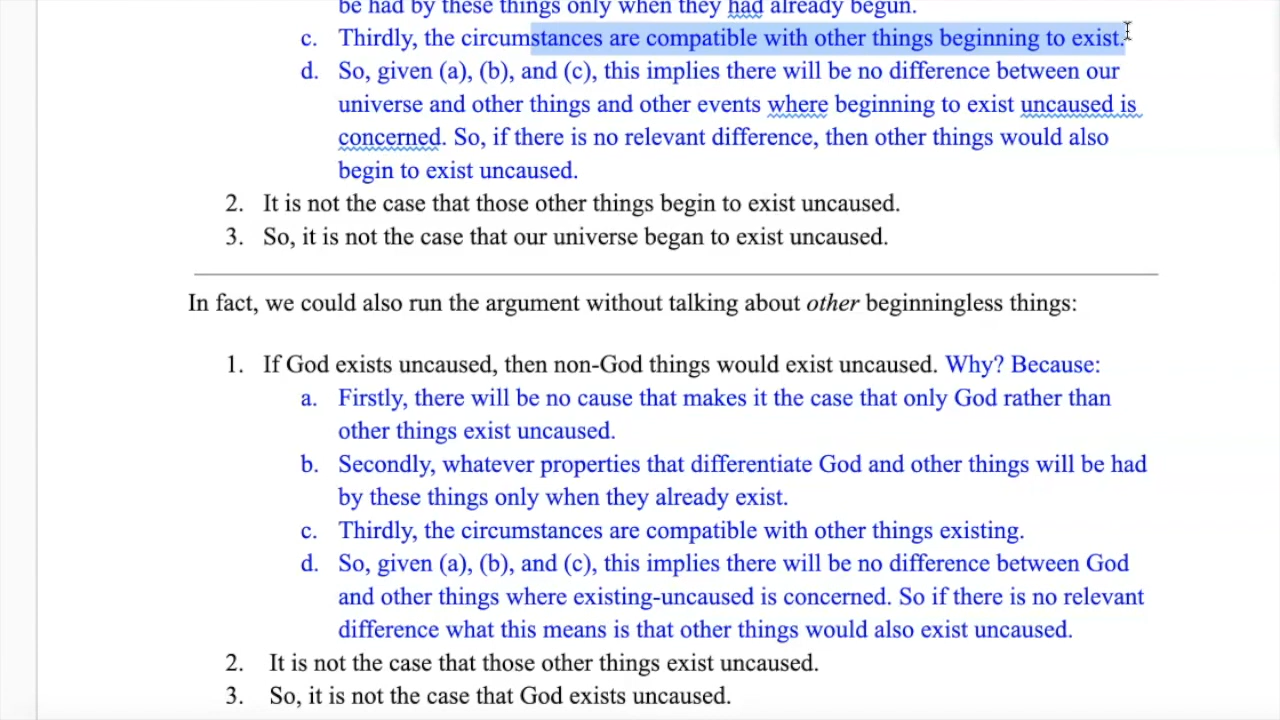 be had by these things only when they had already begun.
c. Thirdly, the circumstances are compatible with other things beginning to exist.
d. So, given (a), (b), and (c), this implies there will be no difference between our
universe and other things and other events where beginning to exist uncaused is
concerned. So, if there is no relevant difference, then other things would also
begin to exist uncaused.
2. It is not the case that those other things begin to exist uncaused.
3. So, it is not the case that our universe began to exist uncaused.
In fact, we could also run the argument without talking about other beginningless things:
1. If God exists uncaused, then non-God things would exist uncaused. Why? Because:
a. Firstly, there will be no cause that makes it the case that only God rather than
other things exist uncaused.
b. Secondly, whatever properties that differentiate God and other things will be had
by these things only when they already exist.
c. Thirdly, the circumstances are compatible with other things existing.
d. So, given (a), (b), and (c), this implies there will be no difference between God
and other things where existing-uncaused is concerned. So if there is no relevant
difference what this means is that other things would also exist uncaused.
2. It is not the case that those other things exist uncaused.
3. So, it is not the case that God exists uncaused.